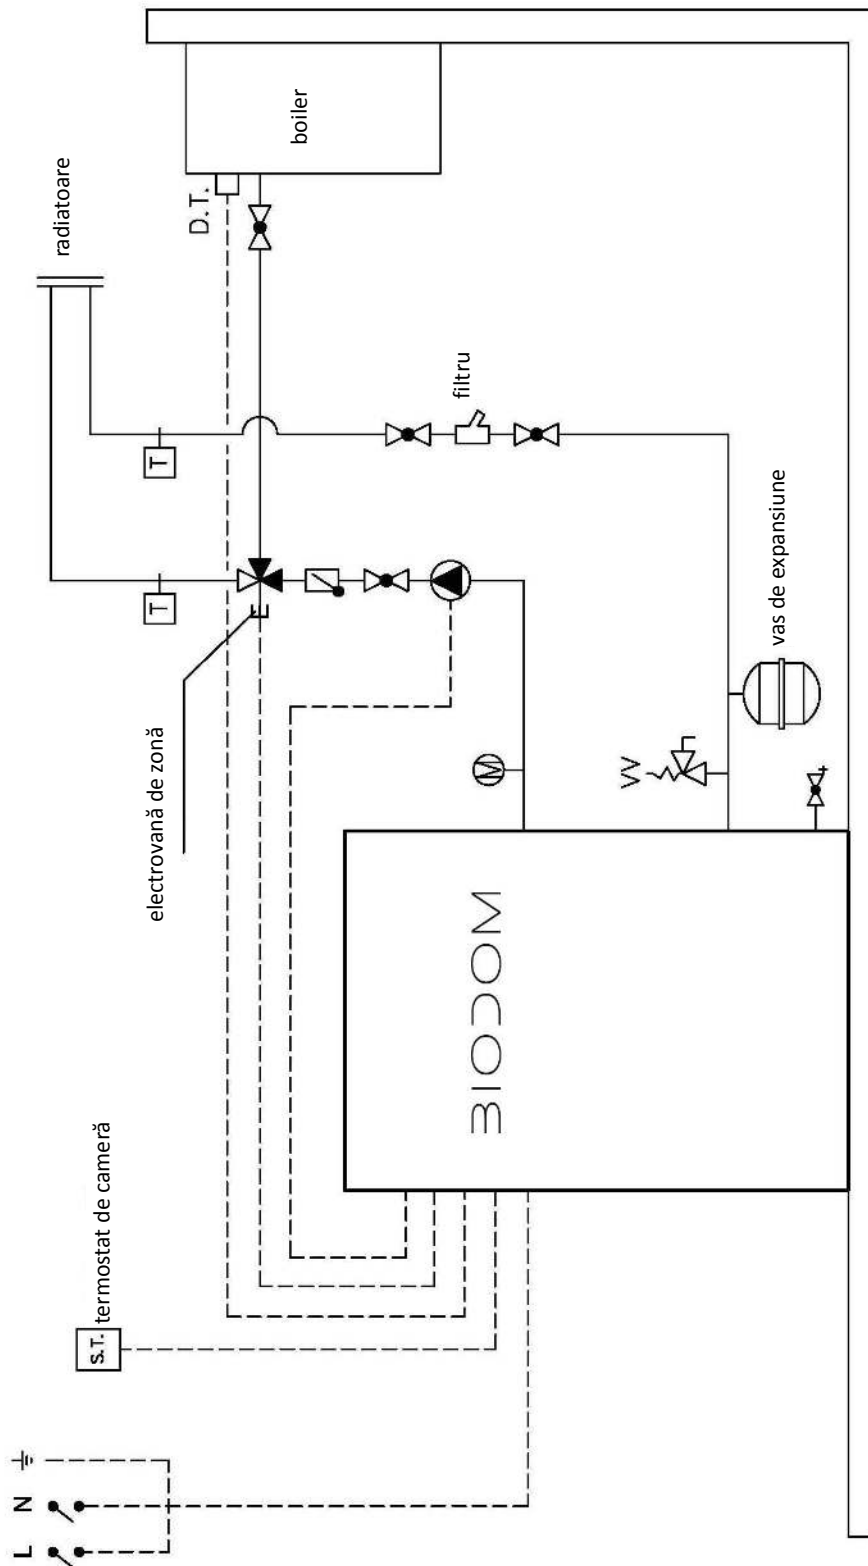 L
N
S.T.
termostat de cameră
BIODOM
electrovană de zonă
E
M
VV
vas de expansiune
T
T
filtru
D.T.
radiatoare
boiler